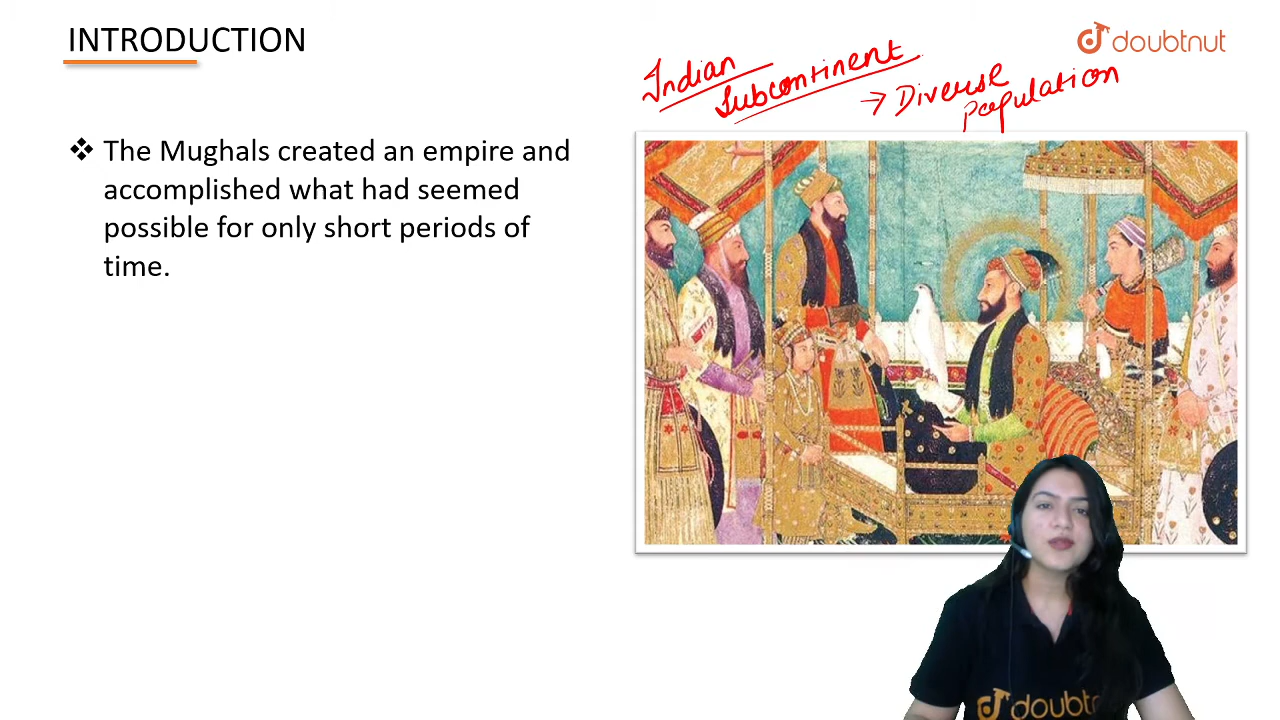 INTRODUCTION
doubtnut
Indian
Subcontinent
→ Diverse
population
❖ The Mughals created an empire and
accomplished what had seemed
possible for only short periods of
time.
doubtnu